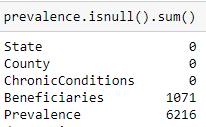 prevalence.isnull().sum()
State 0
County 0
ChronicConditions 0
Beneficiaries 1071
Prevalence 6216